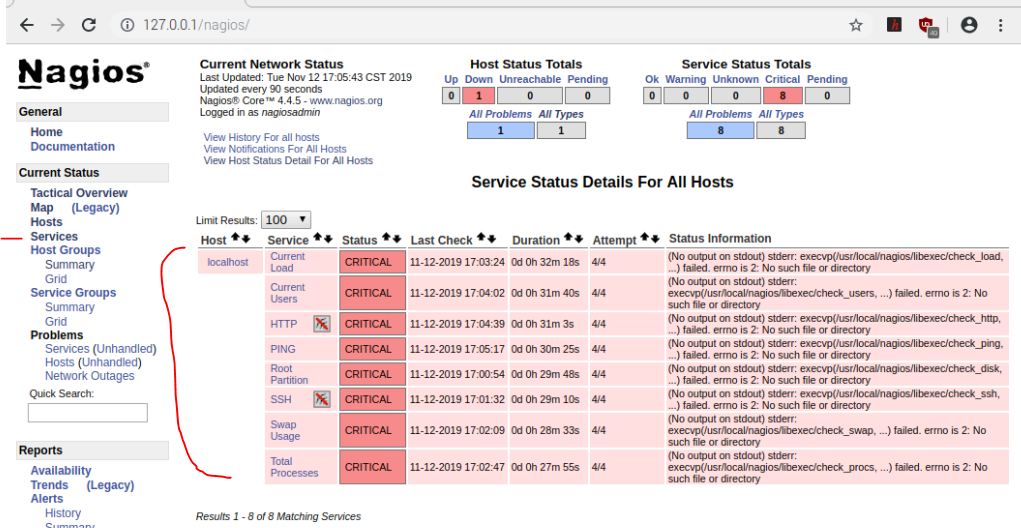 127.0.0.1/nagios/
Nagios®
General
Home
Documentation
Current Status
Tactical Overview
Map (Legacy)
Hosts
Services
Host Groups
Summary
Grid
Service Groups
Summary
Grid
Problems
Services (Unhandled)
Hosts (Unhandled)
Network Outages
Quick Search:
Reports
Availability
Trends (Legacy)
Alerts
History
Summary
Current Network Status
Last Updated: Tue Nov 12 17:05:43 CST 2019
Updated every 90 seconds
Nagios® Core™ 4.4.5 - www.nagios.org
Logged in as nagiosadmin
View History For all hosts
View Notifications For All Hosts
View Host Status Detail For All Hosts
Host Status Totals
Up Down Unreachable Pending
0 1 0 0
All Problems All Types
1 1
Service Status Totals
Ok Warning Unknown Critical Pending
0 0 0 8 0
All Problems All Types
8 8
Service Status Details For All Hosts
Limit Results: 100
Host Service Status Last Check Duration Attempt Status Information
localhost Current Load CRITICAL 11-12-2019 17:03:24 0d 0h 32m 18s 4/4 (No output on stdout) stderr: execvp(/usr/local/nagios/libexec/check_load,
...) failed. errno is 2: No such file or directory
Current Users CRITICAL 11-12-2019 17:04:02 0d 0h 31m 40s 4/4 (No output on stdout) stderr:
execvp(/usr/local/nagios/libexec/check_users, ...) failed. errno is 2: No
such file or directory
HTTP CRITICAL 11-12-2019 17:04:39 0d 0h 31m 3s 4/4 (No output on stdout) stderr: execvp(/usr/local/nagios/libexec/check_http,
...) failed. errno is 2: No such file or directory
PING CRITICAL 11-12-2019 17:05:17 0d 0h 30m 25s 4/4 (No output on stdout) stderr: execvp(/usr/local/nagios/libexec/check_ping,
...) failed. errno is 2: No such file or directory
Root Partition CRITICAL 11-12-2019 17:00:54 0d 0h 29m 48s 4/4 (No output on stdout) stderr: execvp(/usr/local/nagios/libexec/check_disk,
...) failed. errno is 2: No such file or directory
SSH CRITICAL 11-12-2019 17:01:32 0d 0h 29m 10s 4/4 (No output on stdout) stderr: execvp(/usr/local/nagios/libexec/check_ssh,
...) failed. errno is 2: No such file or directory
Swap Usage CRITICAL 11-12-2019 17:02:09 0d 0h 28m 33s 4/4 (No output on stdout) stderr:
execvp(/usr/local/nagios/libexec/check_swap, ...) failed. errno is 2: No
such file or directory
Total Processes CRITICAL 11-12-2019 17:02:47 0d 0h 27m 55s 4/4 (No output on stdout) stderr:
execvp(/usr/local/nagios/libexec/check_procs, ...) failed. errno is 2: No
such file or directory
Results 1 - 8 of 8 Matching Services